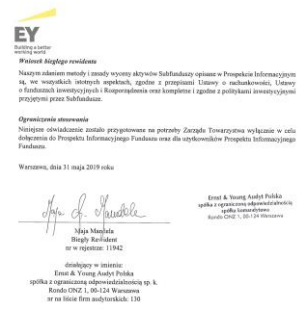 EY
Building a better
working world
Wniosek biegłego rewidenta
Naszym zdaniem metody i zasady wyceny aktywów Subfunduszy opisane w Prospekcie Informacyjnym
są, we wszystkich istotnych aspektach, zgodne z przepisami Ustawy o rachunkowości, Ustawy
o funduszach inwestycyjnych i Rozporządzenia oraz kompletne i zgodne z politykami inwestycyjnymi
przyjętymi przez Subfundusze.
Ograniczenia stosowania
Niniejsze oświadczenie zostało przygotowane na potrzeby Zarządu Towarzystwa wyłącznie w celu
dołączenia do Prospektu Informacyjnego Funduszu oraz dla użytkowników Prospektu Informacyjnego
Funduszu.
Warszawa, dnia 31 maja 2019 roku
Maja Mandela
Biegły Rewident
nr w rejestrze: 11942
działający w imieniu:
Ernst & Young Audyt Polska
spółka z ograniczoną odpowiedzialnością sp. k.
Rondo ONZ 1, 00-124 Warszawa
nr na liście firm audytorskich: 130
Ernst & Young Audyt Polska
spółka z ograniczoną odpowiedzialnością
spółka komandytowa
Rondo ONZ 1, 00-124 Warszawa